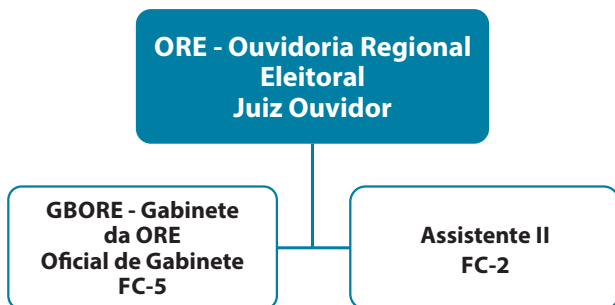 ORE - Ouvidoria Regional
Eleitoral
Juiz Ouvidor
GBORE - Gabinete
da ORE
Oficial de Gabinete
FC-5
Assistente II
FC-2